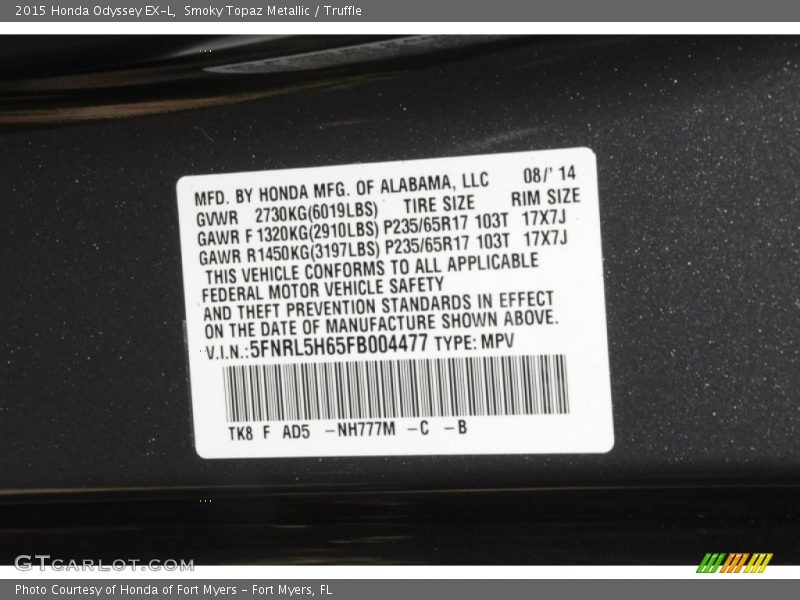 2015 Honda Odyssey EX-L, Smoky Topaz Metallic / Truffle
MFD. BY HONDA MFG. OF ALABAMA, LLC 08/'14
GVWR 2730KG(6019LBS) TIRE SIZE RIM SIZE
GAWR F 1320KG(2910LBS) P235/65R17 103T 17X7J
GAWR R1450KG(3197LBS) P235/65R17 103T 17X7J
THIS VEHICLE CONFORMS TO ALL APPLICABLE
FEDERAL MOTOR VEHICLE SAFETY
AND THEFT PREVENTION STANDARDS IN EFFECT
ON THE DATE OF MANUFACTURE SHOWN ABOVE.
V.I.N.:5FNRL5H65FB004477 TYPE: MPV
TK8 F AD5 -NH777M -C -B
GTcarlot.com
Photo Courtesy of Honda of Fort Myers - Fort Myers, FL